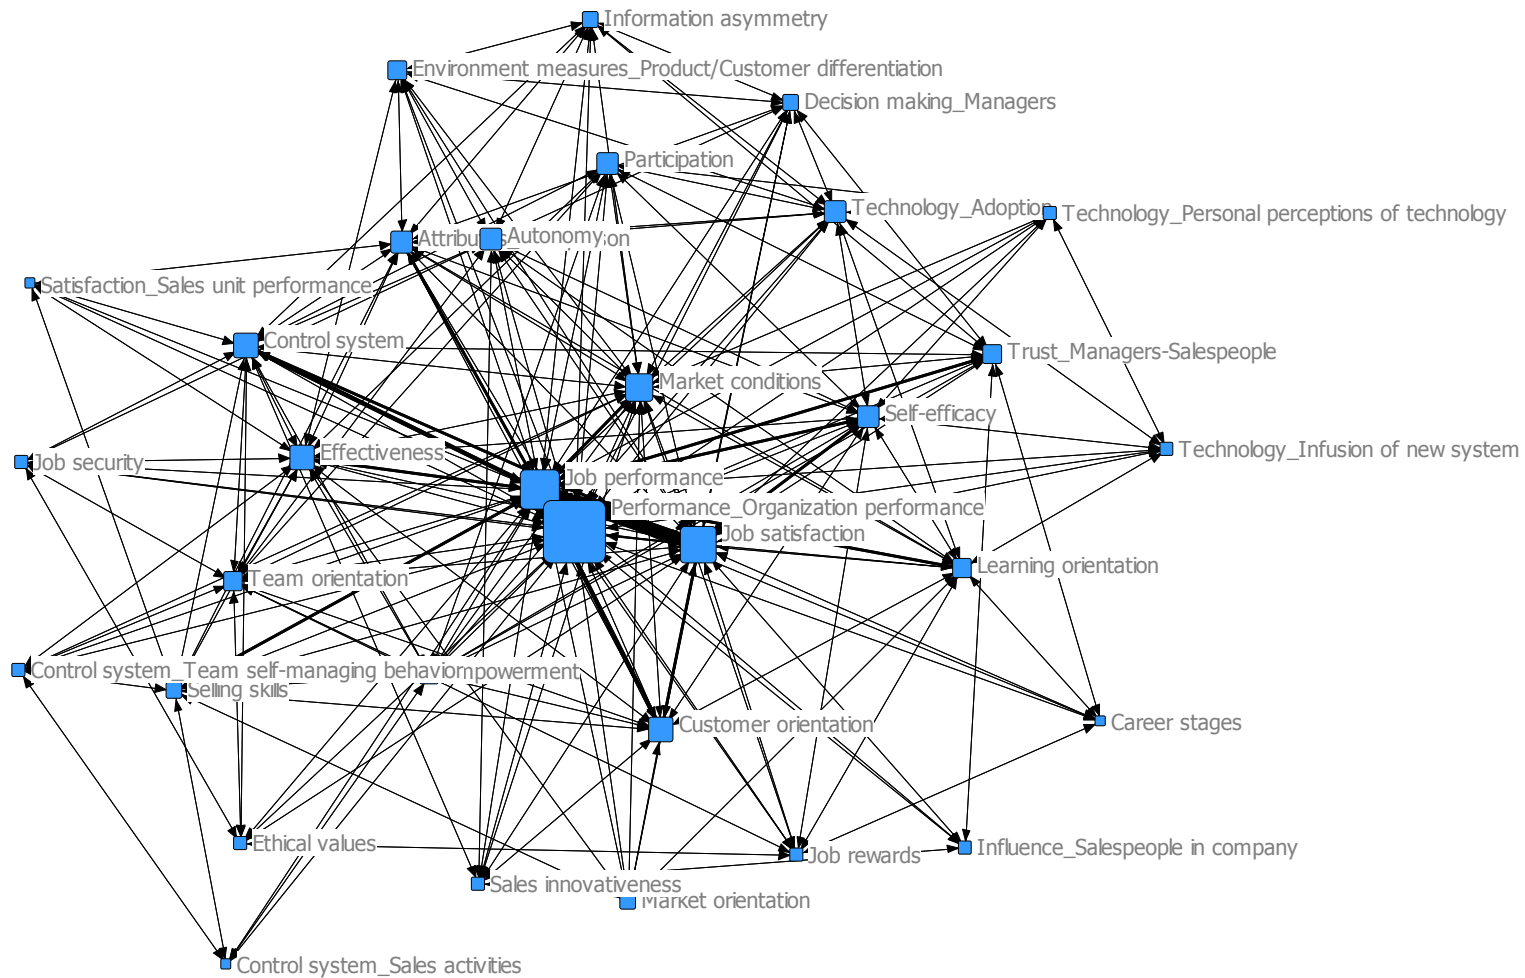 Information asymmetry
Environment measures_Product/Customer differentiation
Decision making_Managers
Participation
Technology_Adoption
Technology_Personal perceptions of technology
Autonomy
Satisfaction_Sales unit performance
Control system
Trust_Managers-Salespeople
Market conditions
Self-efficacy
Effectiveness
Technology_Infusion of new system
Job security
Job performance
Performance_Organization performance
Job satisfaction
Learning orientation
Team orientation
Control system_Team self-managing behavior
Selling skills
Customer orientation
Career stages
Ethical values
Job rewards
Influence_Salespeople in company
Sales innovativeness
Market orientation
Control system_Sales activities